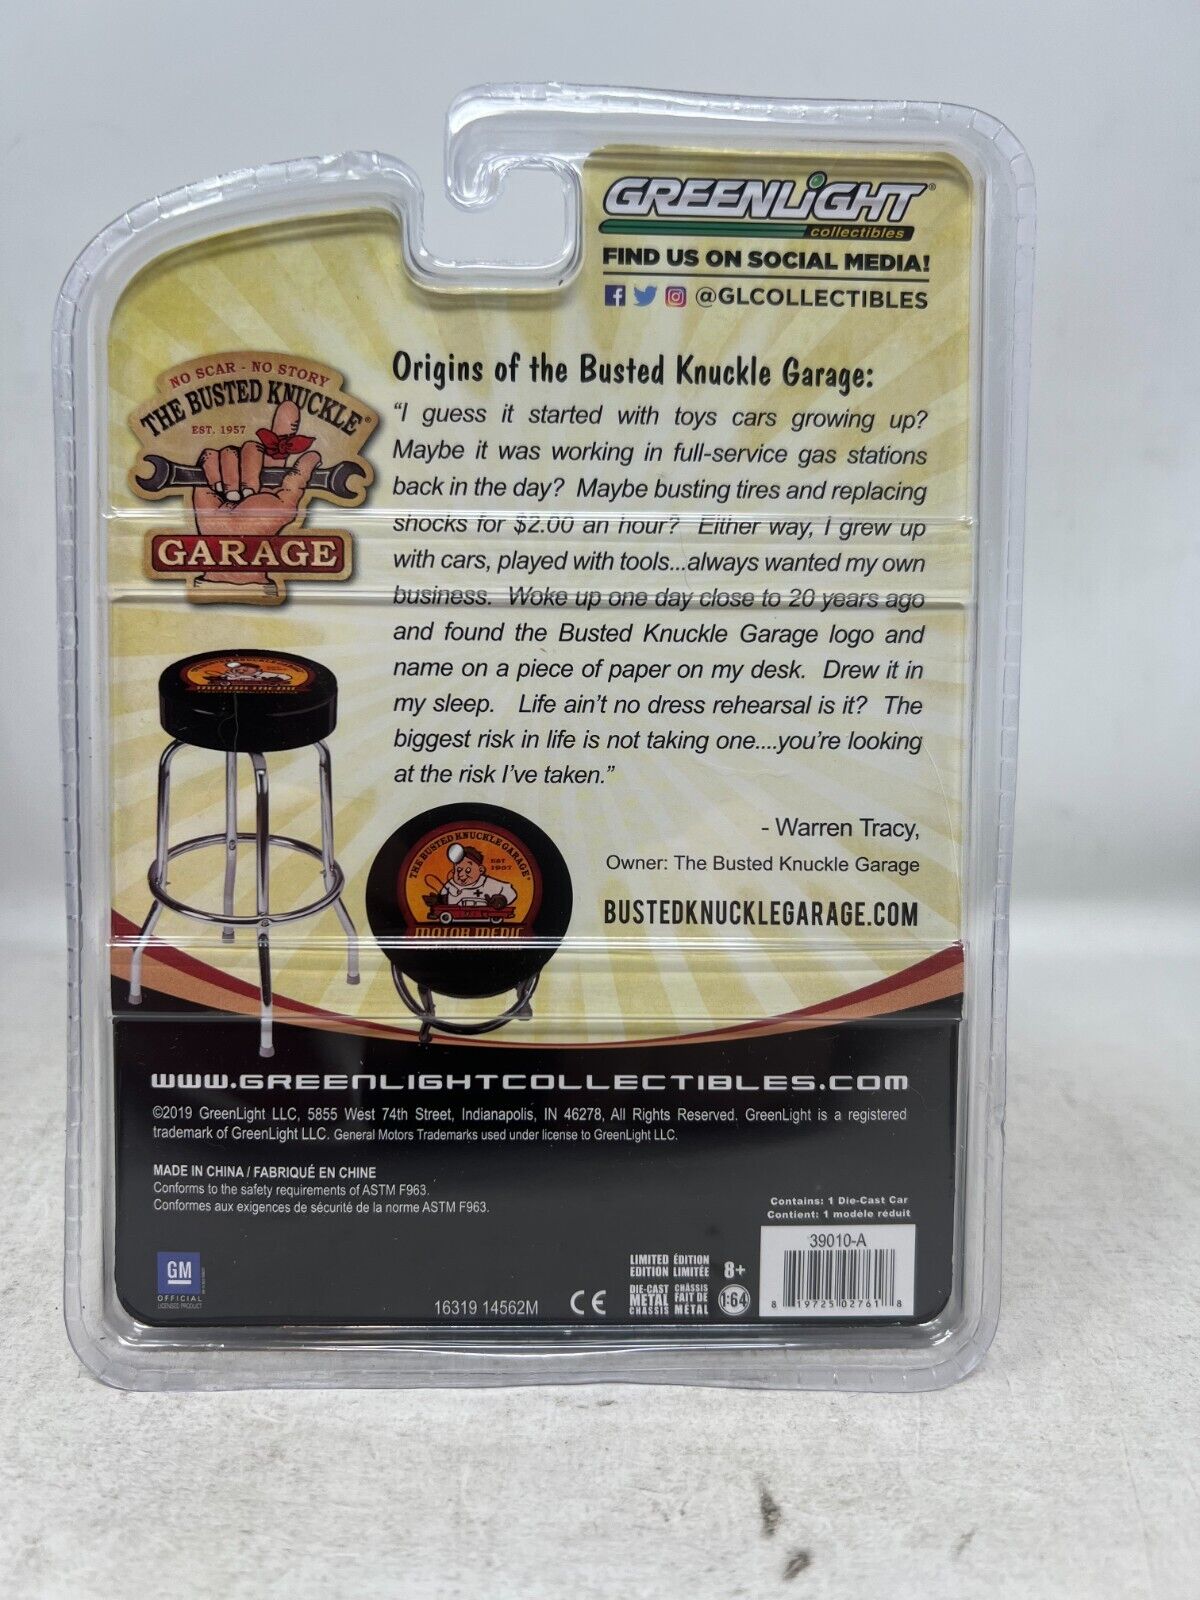 GREENLiGHT®
collectibles
FIND US ON SOCIAL MEDIA!
@GLCOLLECTIBLES
NO SCAR - NO STORY
THE BUSTED KNUCKLE®
EST. 1957
GARAGE
Origins of the Busted Knuckle Garage:
“I guess it started with toys cars growing up?
Maybe it was working in full-service gas stations
back in the day? Maybe busting tires and replacing
shocks for $2.00 an hour? Either way, I grew up
with cars, played with tools...always wanted my own
business. Woke up one day close to 20 years ago
and found the Busted Knuckle Garage logo and
name on a piece of paper on my desk. Drew it in
my sleep. Life ain’t no dress rehearsal is it? The
biggest risk in life is not taking one....you’re looking
at the risk I’ve taken.”
- Warren Tracy,
Owner: The Busted Knuckle Garage
BUSTEDKNUCKLEGARAGE.COM
THE BUSTED KNUCKLE GARAGE®
EST
1957
MOTOR MEDIC
www.GREENLIGHTCOLLECTIBLES.com
©2019 GreenLight LLC, 5855 West 74th Street, Indianapolis, IN 46278, All Rights Reserved. GreenLight is a registered
trademark of GreenLight LLC. General Motors Trademarks used under license to GreenLight LLC.
MADE IN CHINA / FABRIQUÉ EN CHINE
Conforms to the safety requirements of ASTM F963.
Conformes aux exigences de sécurité de la norme ASTM F963.
Contains: 1 Die-Cast Car
Contient: 1 modèle réduit
39010-A
8 19725 02761 8
GM
OFFICIAL
LICENSED PRODUCT
16319 14562M
CE
LIMITED EDITION
EDITION LIMITÉE
8+
DIE-CAST METAL CHASSIS
CHÂSSIS FAIT DE MÉTAL
1:64